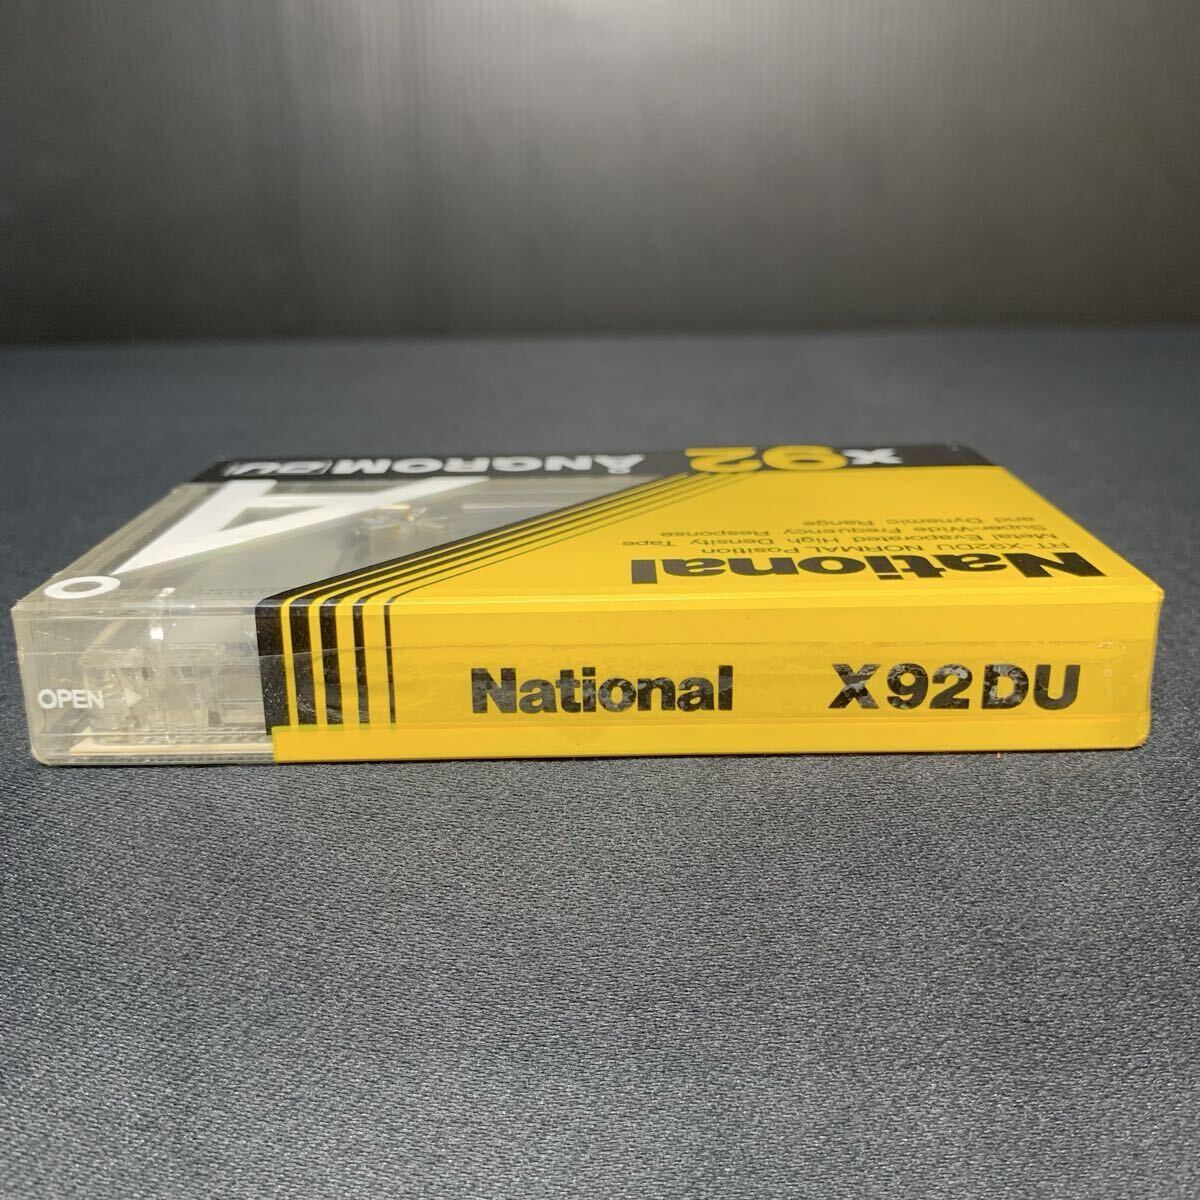 X92 ÅNGROM DU
National
RT-X92DU NORMAL Position
Metal Evaporated High Density Tape
Super-Wide Frequency Response
and Dynamic Range
OPEN
National X92DU